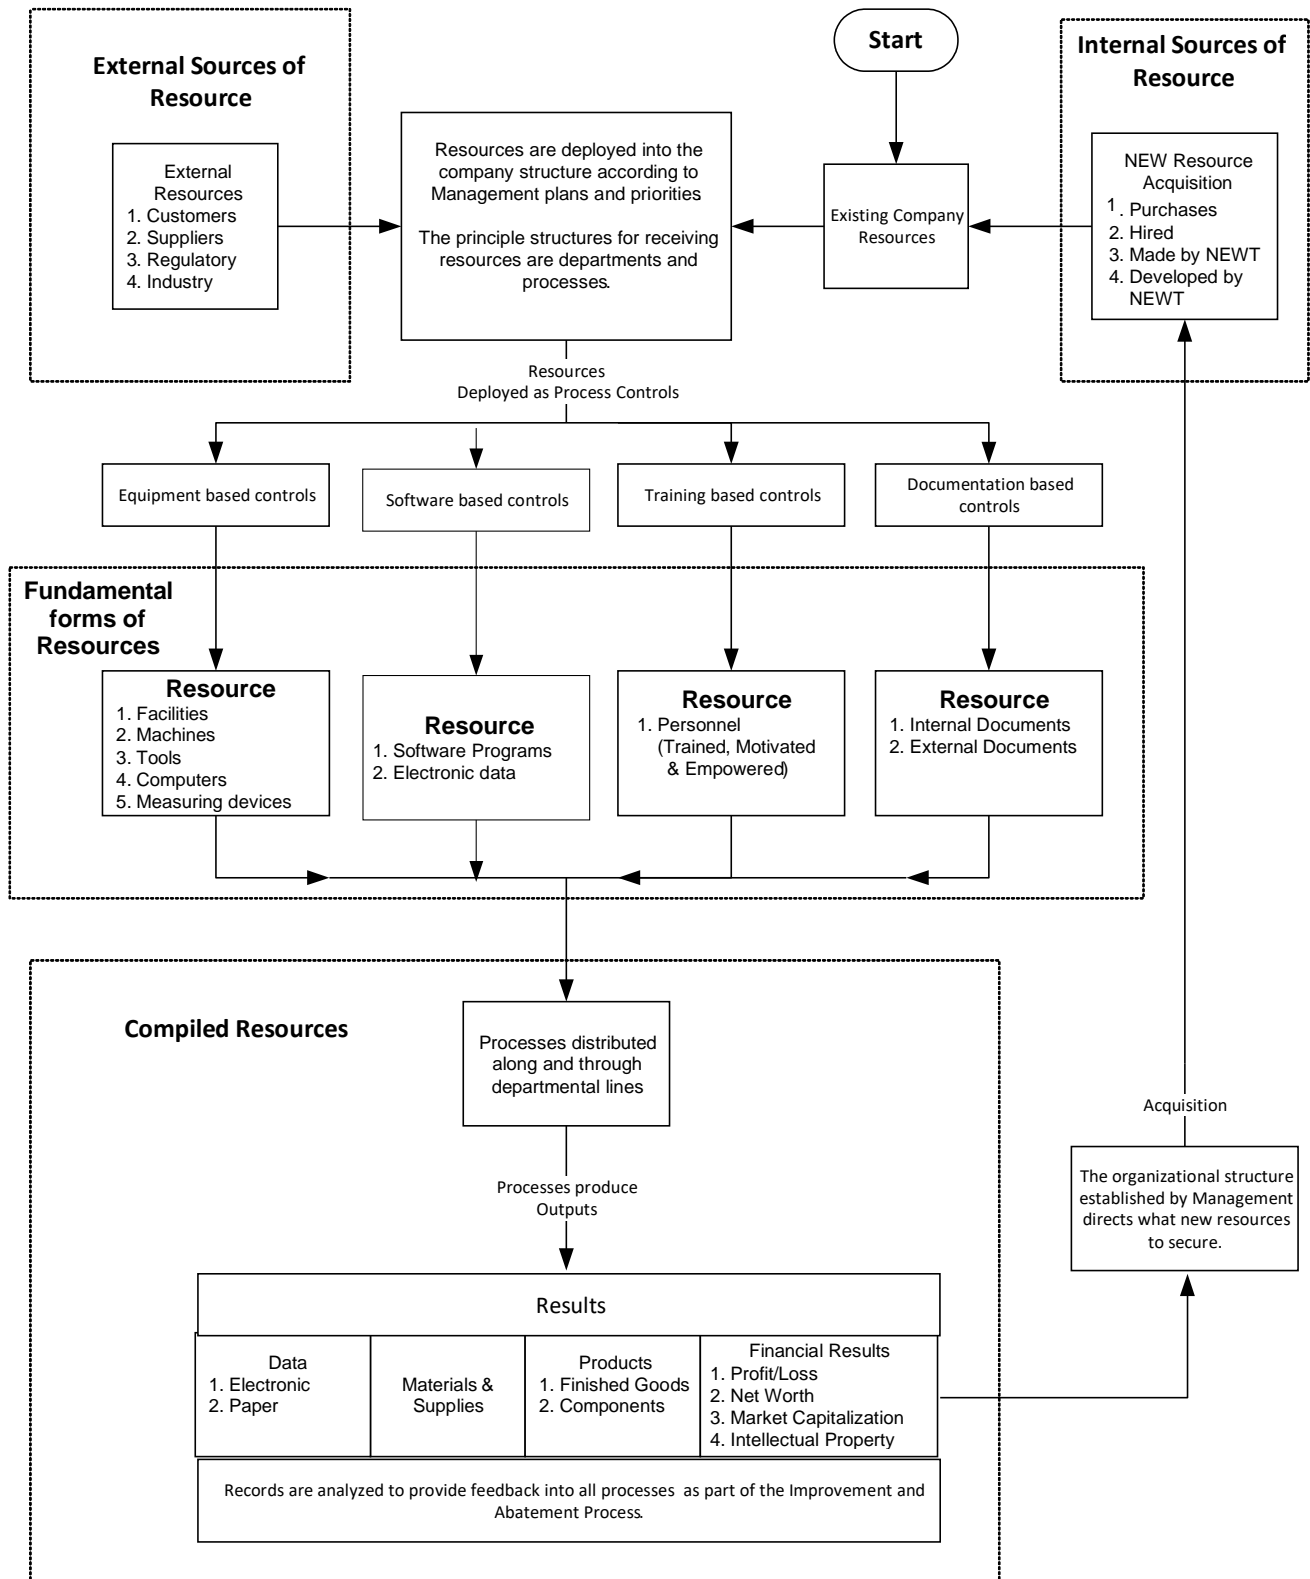 External Sources of
Resource
External
Resources
1. Customers
2. Suppliers
3. Regulatory
4. Industry
Resources are deployed into the
company structure according to
Management plans and priorities
The principle structures for receiving
resources are departments and
processes.
Start
Existing Company
Resources
Internal Sources of
Resource
NEW Resource
Acquisition
1. Purchases
2. Hired
3. Made by NEWT
4. Developed by
NEWT
Resources
Deployed as Process Controls
Equipment based controls
Software based controls
Training based controls
Documentation based
controls
Fundamental
forms of
Resources
Resource
1. Facilities
2. Machines
3. Tools
4. Computers
5. Measuring devices
Resource
1. Software Programs
2. Electronic data
Resource
1. Personnel
(Trained, Motivated
& Empowered)
Resource
1. Internal Documents
2. External Documents
Compiled Resources
Processes distributed
along and through
departmental lines
Processes produce
Outputs
Acquisition
The organizational structure
established by Management
directs what new resources
to secure.
Results
Data
1. Electronic
2. Paper
Materials &
Supplies
Products
1. Finished Goods
2. Components
Financial Results
1. Profit/Loss
2. Net Worth
3. Market Capitalization
4. Intellectual Property
Records are analyzed to provide feedback into all processes as part of the Improvement and
Abatement Process.